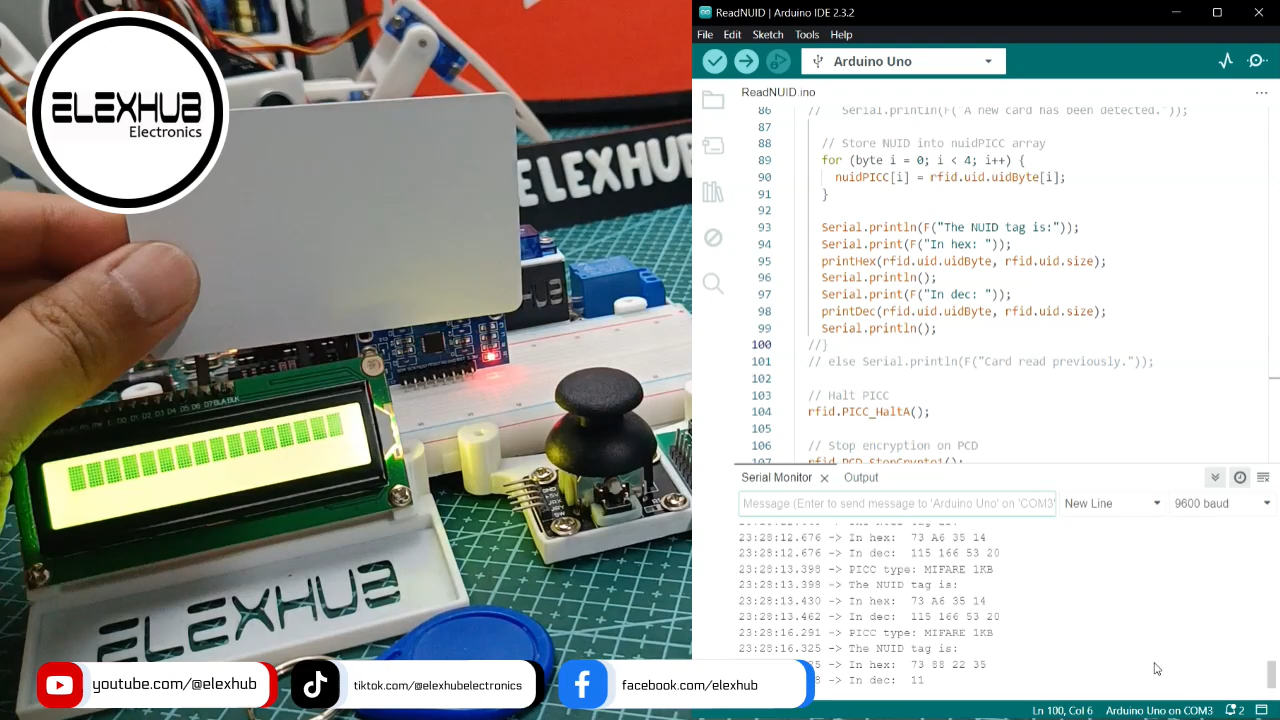 ELEXHUB
Electronics
ELEXHUB
HUB
ELEXHUB
youtube.com/@elexhub
tiktok.com/@elexhubelectronics
facebook.com/elexhub
ReadNUID | Arduino IDE 2.3.2
File Edit Sketch Tools Help
Arduino Uno
ReadNUID.ino
86 // Serial.println(F("A new card has been detected."));
87
88 // Store NUID into nuidPICC array
89 for (byte i = 0; i < 4; i++) {
90 nuidPICC[i] = rfid.uid.uidByte[i];
91 }
92
93 Serial.println(F("The NUID tag is:"));
94 Serial.print(F("In hex: "));
95 printHex(rfid.uid.uidByte, rfid.uid.size);
96 Serial.println();
97 Serial.print(F("In dec: "));
98 printDec(rfid.uid.uidByte, rfid.uid.size);
99 Serial.println();
100 //}
101 // else Serial.println(F("Card read previously."));
102
103 // Halt PICC
104 rfid.PICC_HaltA();
105
106 // Stop encryption on PCD
107 rfid.PCD_StopCrypto1();
Serial Monitor Output
Message (Enter to send message to 'Arduino Uno' on 'COM3'
New Line 9600 baud
23:28:12.676 -> In hex: 73 A6 35 14
23:28:12.676 -> In dec: 115 166 53 20
23:28:13.398 -> PICC type: MIFARE 1KB
23:28:13.398 -> The NUID tag is:
23:28:13.430 -> In hex: 73 A6 35 14
23:28:13.462 -> In dec: 115 166 53 20
23:28:16.291 -> PICC type: MIFARE 1KB
23:28:16.325 -> The NUID tag is:
-> In hex: 73 88 22 35
-> In dec: 11
Ln 100, Col 6 Arduino Uno on COM3 2